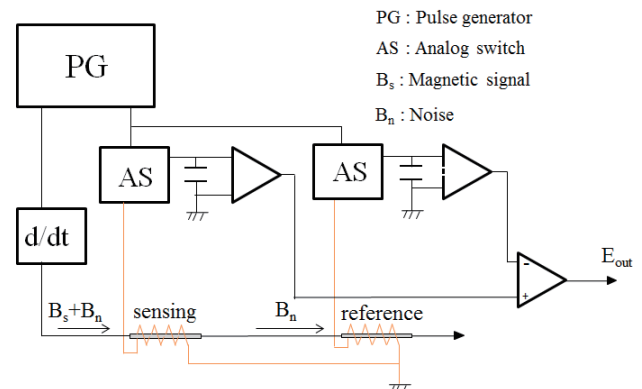 PG : Pulse generator
AS : Analog switch
Bs : Magnetic signal
Bn : Noise
PG
AS
AS
d/dt
Eout
-
+
Bs+Bn
sensing
Bn
reference